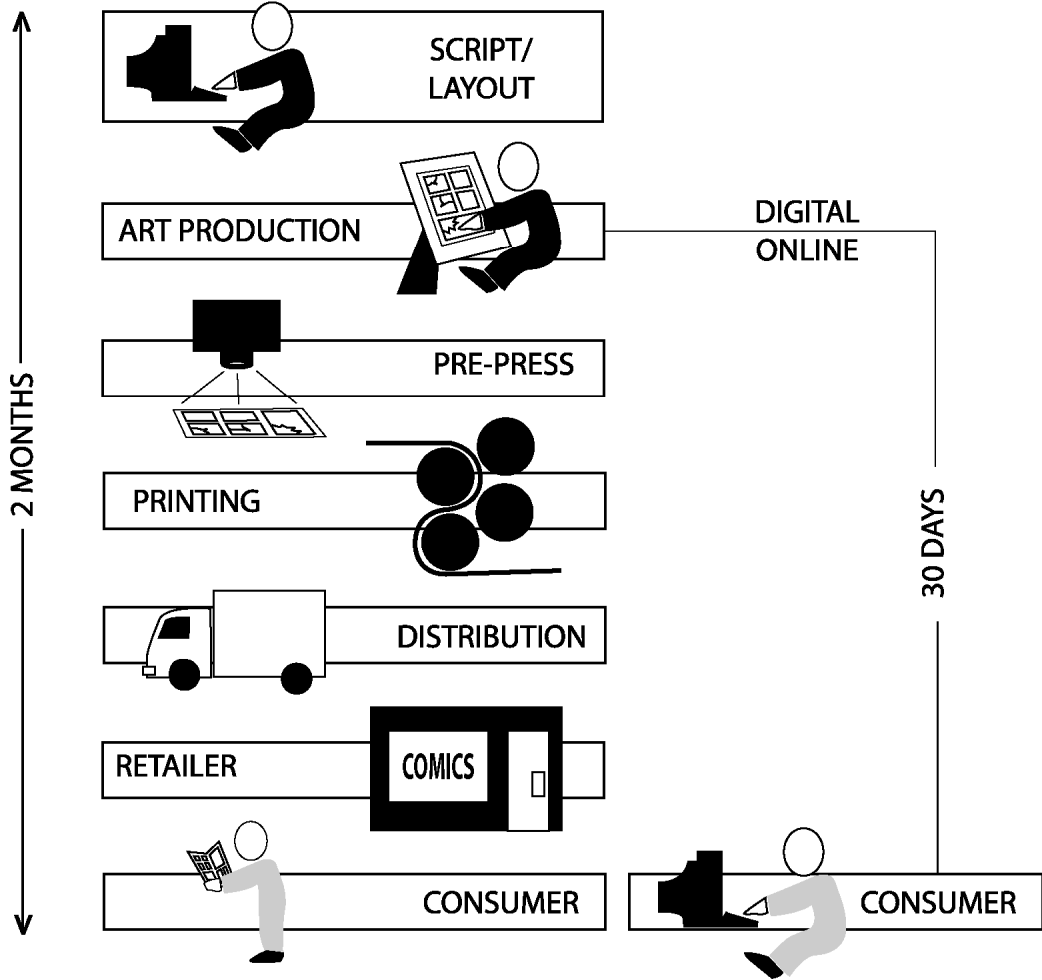 SCRIPT/
LAYOUT
ART PRODUCTION
DIGITAL
ONLINE
PRE-PRESS
2 MONTHS
PRINTING
30 DAYS
DISTRIBUTION
RETAILER
COMICS
CONSUMER
CONSUMER